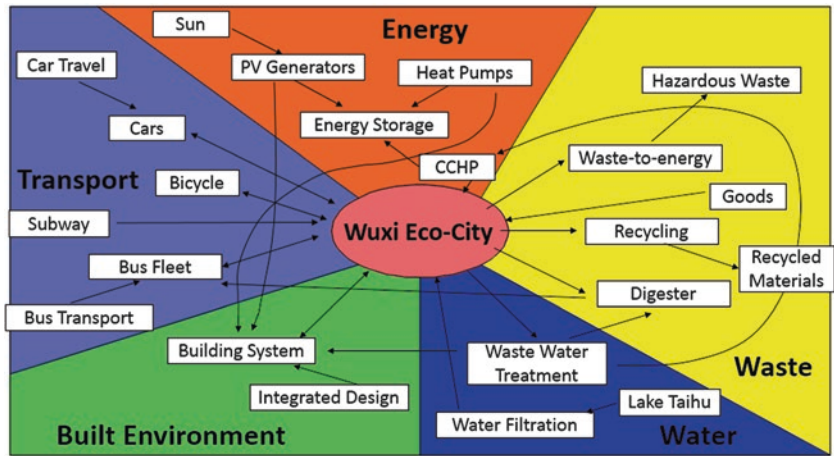 Sun
Energy
Car Travel
PV Generators
Heat Pumps
Hazardous Waste
Cars
Energy Storage
CCHP
Waste-to-energy
Transport
Bicycle
Goods
Subway
Wuxi Eco-City
Recycling
Recycled
Materials
Bus Fleet
Digester
Bus Transport
Building System
Waste Water
Treatment
Waste
Integrated Design
Lake Taihu
Water Filtration
Built Environment
Water